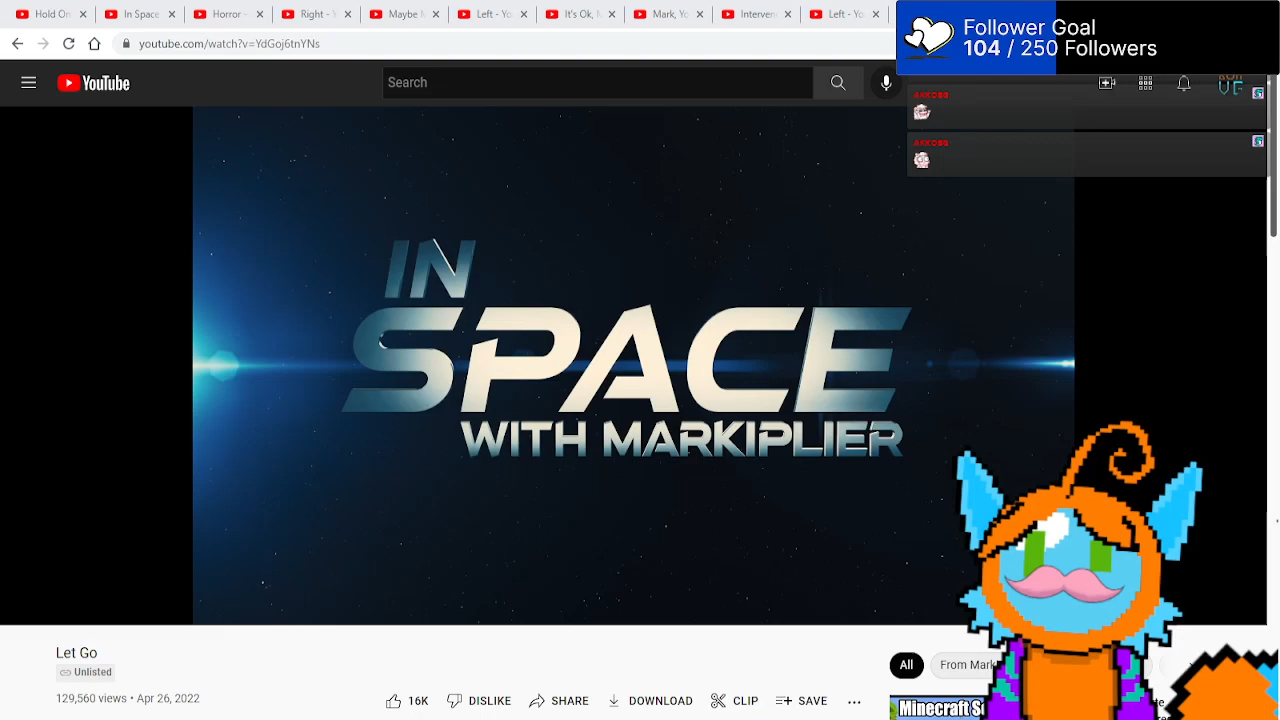 Hold On
In Space
Horror -
Right - Y
Maybe M
Left - Yo
It's Ok, M
Mark, Yo
Interven
Left - Yo
youtube.com/watch?v=YdGoj6tnYNs
Follower Goal
104 / 250 Followers
YouTube
Search
IN
SPACE
WITH MARKIPLIER
Let Go
Unlisted
129,560 views • Apr 26, 2022
16K
DISLIKE
SHARE
DOWNLOAD
CLIP
SAVE
All
From Mark
Minecraft